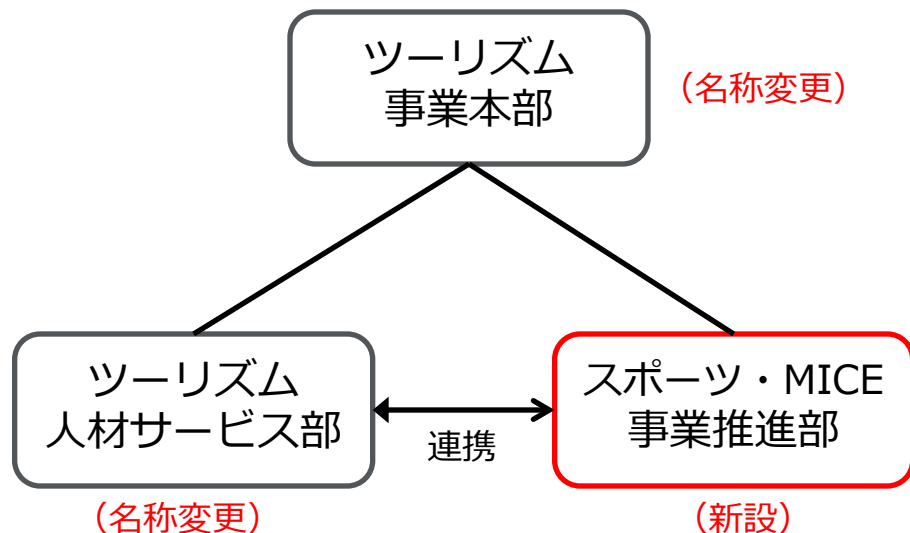 ツーリズム
事業本部
（名称変更）
ツーリズム
人材サービス部
連携
スポーツ・MICE
事業推進部
（名称変更）
（新設）